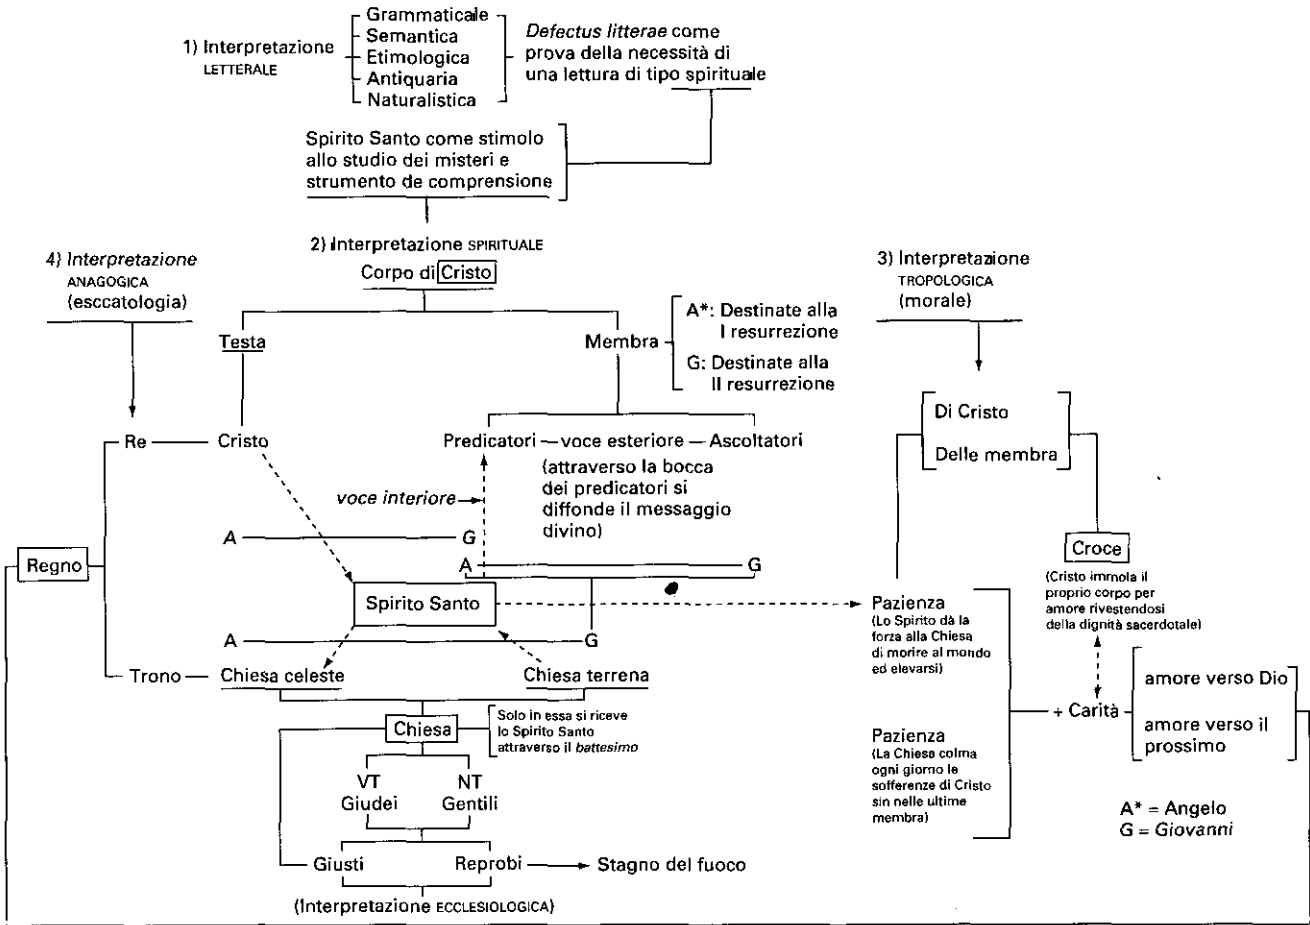 1) Interpretazione
LETTERALE
Grammaticale
Semantica
Etimologica
Antiquaria
Naturalistica
Defectus litterae come
prova della necessità di
una lettura di tipo spirituale
Spirito Santo come stimolo
allo studio dei misteri e
strumento de comprensione
2) Interpretazione SPIRITUALE
Corpo di Cristo
4) Interpretazione
ANAGOGICA
(esccatologia)
3) Interpretazione
TROPOLOGICA
(morale)
Testa
Membra
A*: Destinate alla
I resurrezione
G: Destinate alla
II resurrezione
Re
Cristo
Predicatori — voce esteriore — Ascoltatori
(attraverso la bocca
dei predicatori si
diffonde il messaggio
divino)
voce interiore
Di Cristo
Delle membra
A G
A G
Regno
Spirito Santo
A G
Croce
(Cristo immola il
proprio corpo per
amore rivestendosi
della dignità sacerdotale)
Pazienza
(Lo Spirito dà la
forza alla Chiesa
di morire al mondo
ed elevarsi)
Trono
Chiesa celeste
Chiesa terrena
Chiesa
Solo in essa si riceve
lo Spirito Santo
attraverso il battesimo
+ Carità
amore verso Dio
amore verso il
prossimo
Pazienza
(La Chiesa colma
ogni giorno le
sofferenze di Cristo
sin nelle ultime
membra)
VT
Giudei
NT
Gentili
A* = Angelo
G = Giovanni
Giusti
Reprobi
Stagno del fuoco
(Interpretazione ECCLESIOLOGICA)